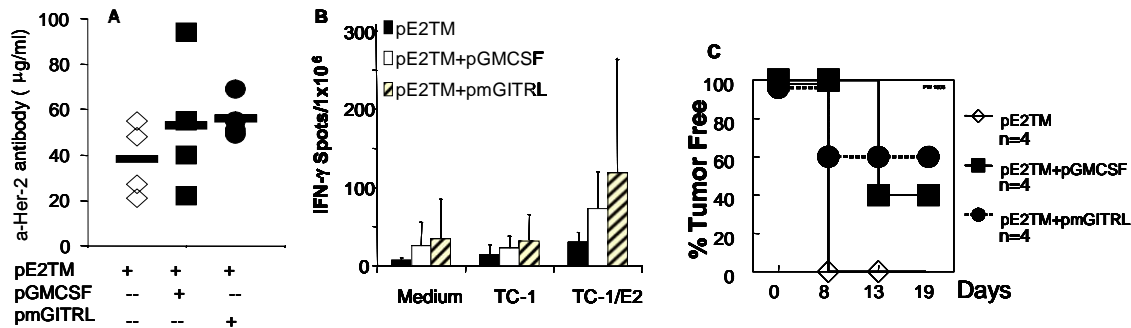 A
100
80
60
40
20
0
a-Her-2 antibody ( µg/ml)
pE2TM + + +
pGMCSF -- + --
pmGITRL -- -- +
B
300
200
100
0
IFN-γ Spots/1x10⁶
pE2TM
pE2TM+pGMCSF
pE2TM+pmGITRL
Medium TC-1 TC-1/E2
C
100
80
60
40
20
0
% Tumor Free
0 8 13 19 Days
pE2TM
n=4
pE2TM+pGMCSF
n=4
pE2TM+pmGITRL
n=4